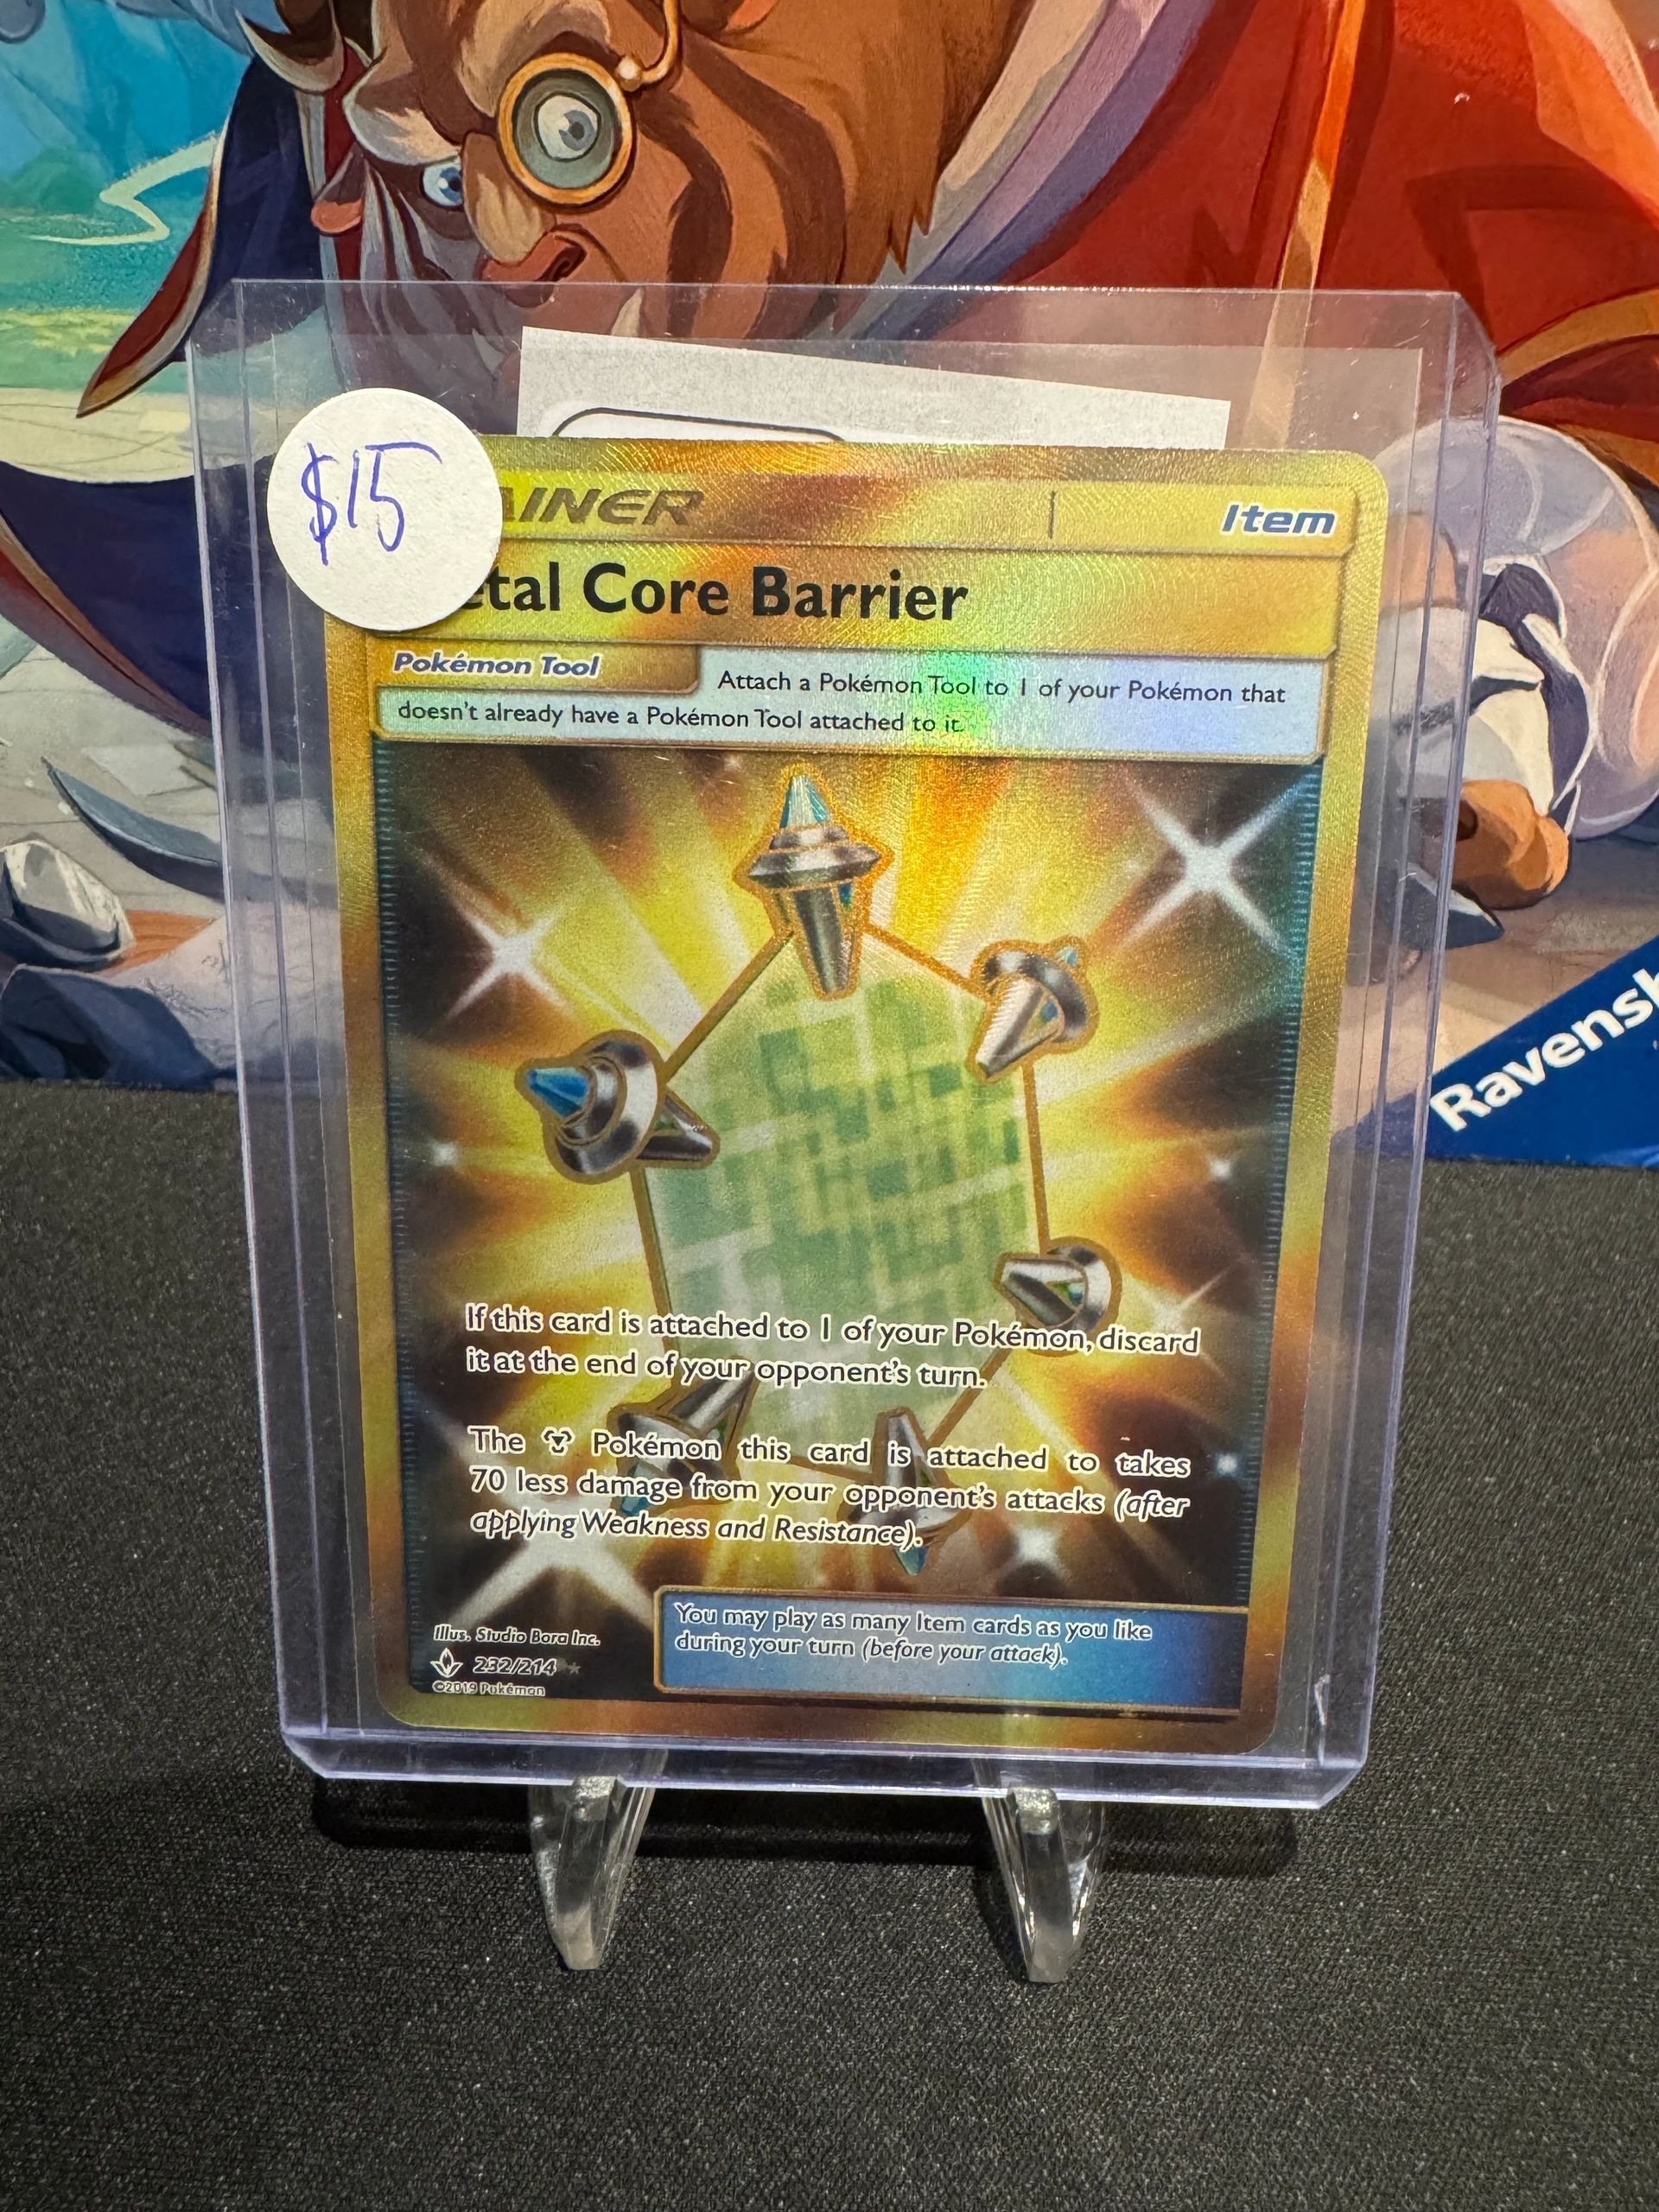 $15
AINER
Item
etal Core Barrier
Pokémon Tool
Attach a Pokémon Tool to 1 of your Pokémon that
doesn't already have a Pokémon Tool attached to it.
If this card is attached to 1 of your Pokémon, discard
it at the end of your opponent's turn.
The Pokémon this card is attached to takes
70 less damage from your opponent's attacks (after
applying Weakness and Resistance).
You may play as many Item cards as you like
during your turn (before your attack).
Illus. Studio Bora Inc.
232/214
©2019 Pokémon
Ravensb